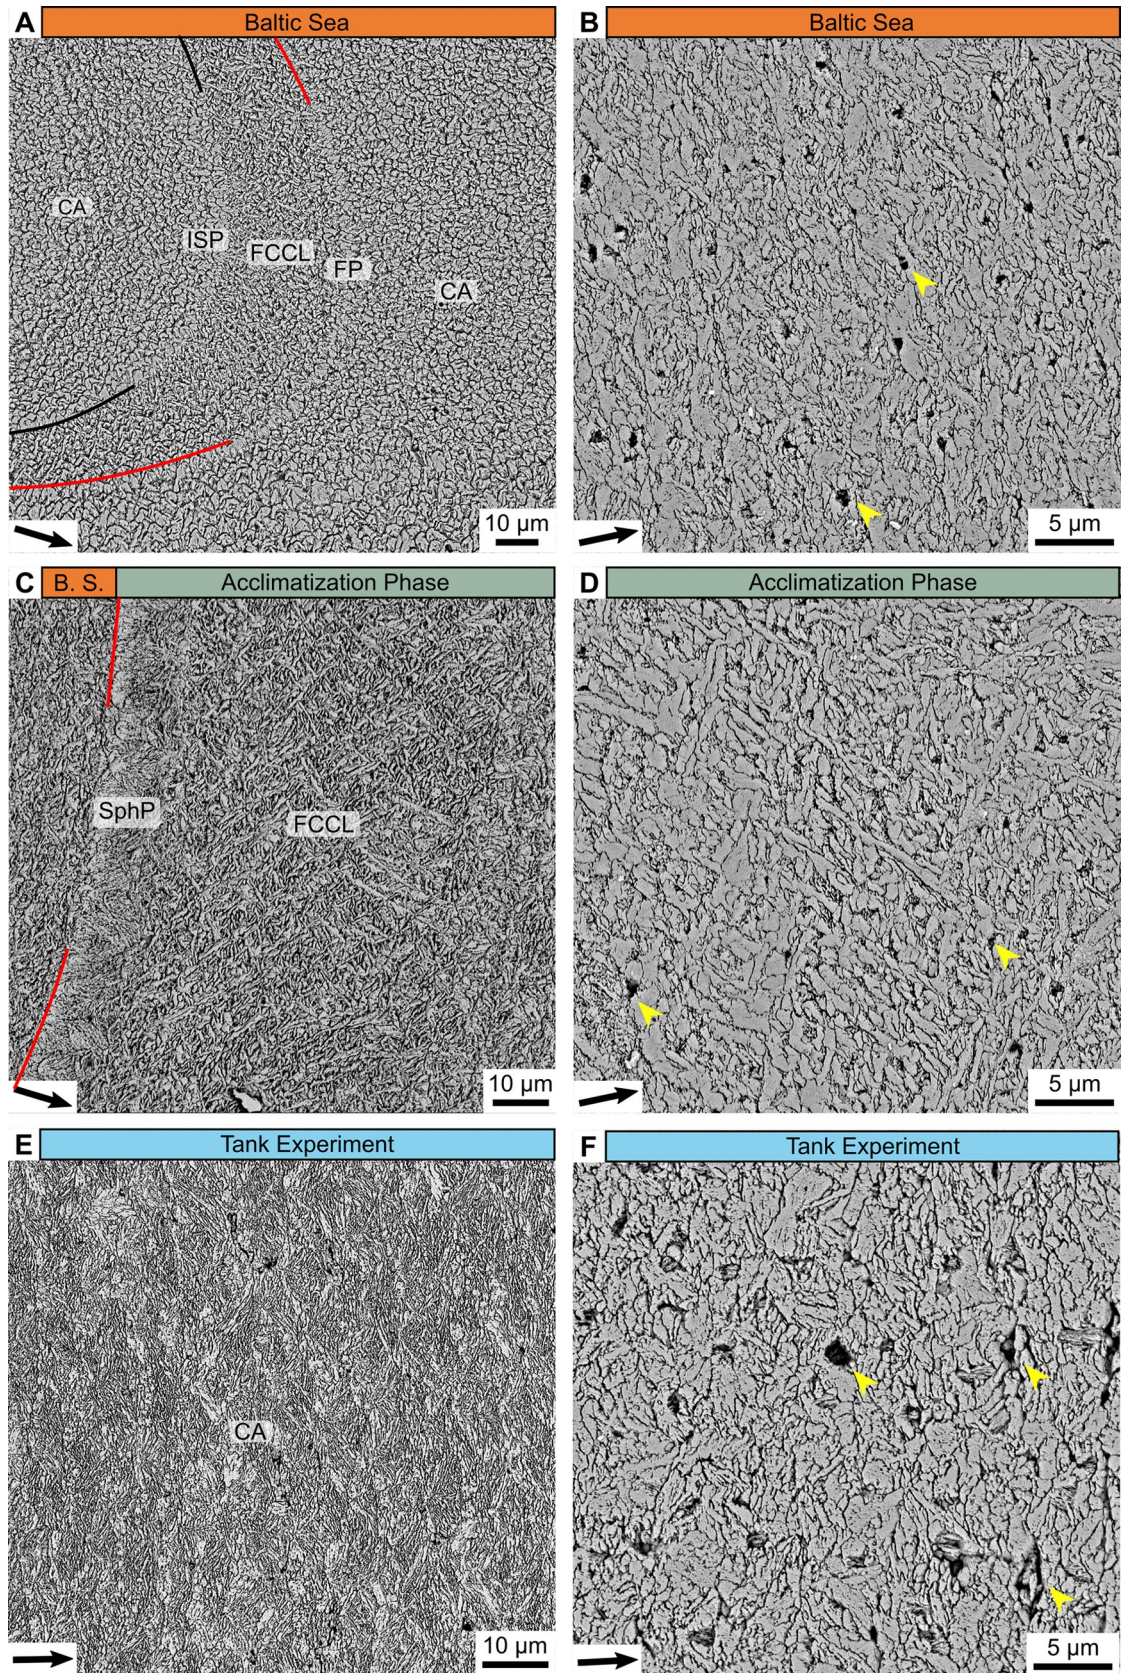 A
Baltic Sea
CA
ISP
FCCL
FP
CA
10 µm
B
Baltic Sea
5 µm
C
B. S.
Acclimatization Phase
SphP
FCCL
10 µm
D
Acclimatization Phase
5 µm
E
Tank Experiment
CA
10 µm
F
Tank Experiment
5 µm